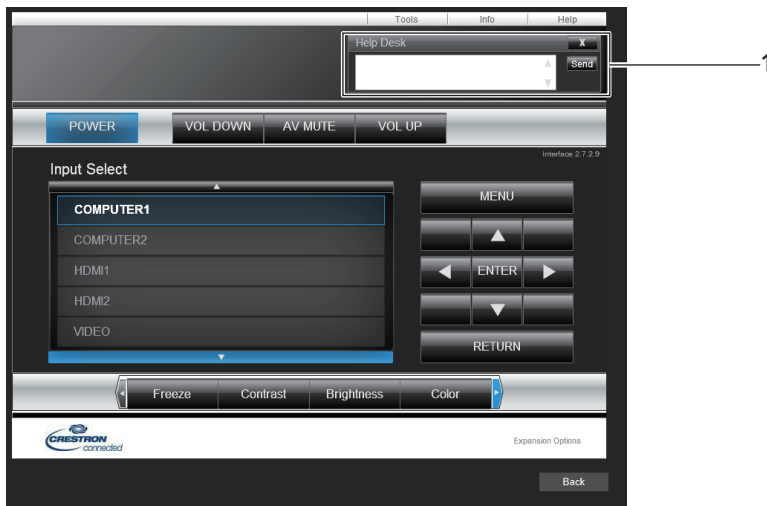 Tools Info Help
Help Desk X
Send
1
POWER VOL DOWN AV MUTE VOL UP
Interface 2.7.2.9
Input Select
MENU
COMPUTER1
COMPUTER2
HDMI1
ENTER
HDMI2
VIDEO
RETURN
Freeze Contrast Brightness Color
CRESTRON
connected
Expansion Options
Back